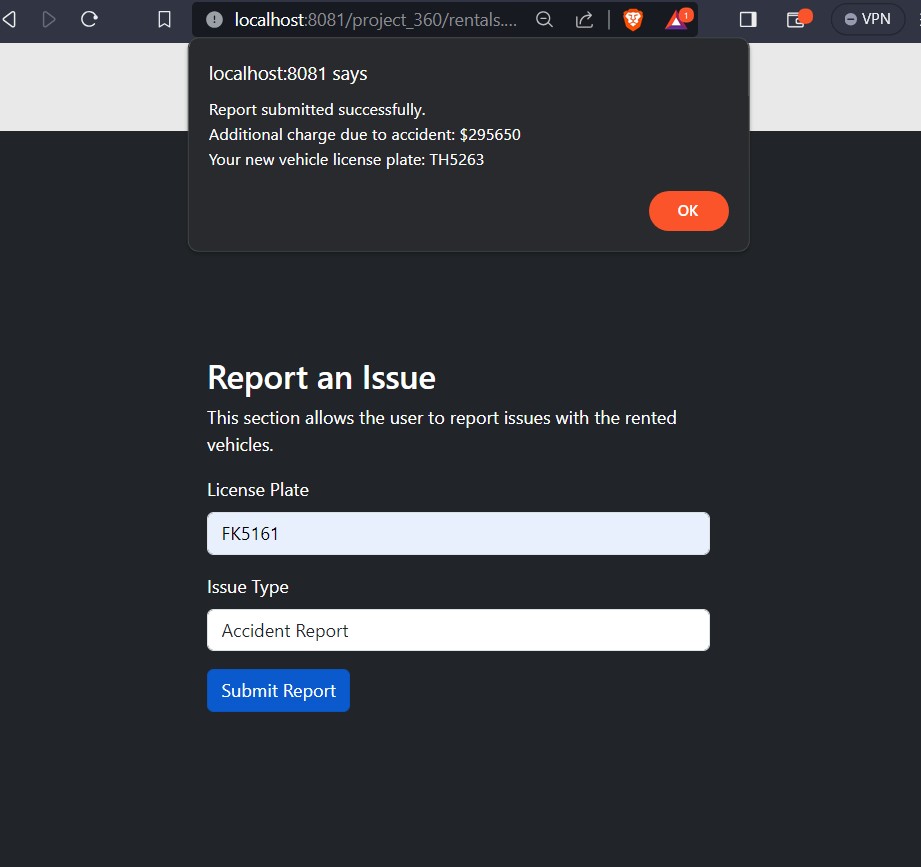 localhost:8081/project_360/rentals....
1
VPN
localhost:8081 says
Report submitted successfully.
Additional charge due to accident: $295650
Your new vehicle license plate: TH5263
OK
Report an Issue
This section allows the user to report issues with the rented
vehicles.
License Plate
FK5161
Issue Type
Accident Report
Submit Report